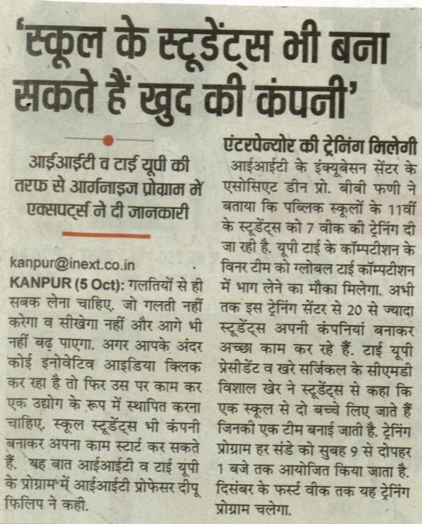 ‘स्कूल के स्टूडेंट्स भी बना
सकते हैं खुद की कंपनी’
आईआईटी व टाई यूपी की
तरफ से आर्गनाइज प्रोग्राम में
एक्सपर्ट्स ने दी जानकारी
kanpur@inext.co.in
KANPUR (5 Oct): गलतियों से ही
सबक लेना चाहिए. जो गलती नहीं
करेगा व सीखेगा नहीं और आगे भी
नहीं बढ़ पाएगा. अगर आपके अंदर
कोई इनोवेटिव आइडिया क्लिक
कर रहा है तो फिर उस पर काम कर
एक उद्योग के रूप में स्थापित करना
चाहिए. स्कूल स्टूडेंट्स भी कंपनी
बनाकर अपना काम स्टार्ट कर सकते
हैं. यह बात आईआईटी व टाई यूपी
के प्रोग्राम में आईआईटी प्रोफेसर दीपू
फिलिप ने कही.
एंटरपेन्योर की ट्रेनिंग मिलेगी
आईआईटी के इंक्यूबेसन सेंटर के
एसोसिएट डीन प्रो. बीवी फणी ने
बताया कि पब्लिक स्कूलों के 11वीं
के स्टूडेंट्स को 7 वीक की ट्रेनिंग दी
जा रही है. यूपी टाई के कॉम्पटीशन के
विनर टीम को ग्लोबल टाई कॉम्पटीशन
में भाग लेने का मौका मिलेगा. अभी
तक इस ट्रेनिंग सेंटर से 20 से ज्यादा
स्टूडेंट्स अपनी कंपनियां बनाकर
अच्छा काम कर रहे हैं. टाई यूपी
प्रेसीडेंट व खरे सर्जिकल के सीएमडी
विशाल खेर ने स्टूडेंट्स से कहा कि
एक स्कूल से दो बच्चे लिए जाते हैं
जिनकी एक टीम बनाई जाती है. ट्रेनिंग
प्रोग्राम हर संडे को सुबह 9 से दोपहर
1 बजे तक आयोजित किया जाता है.
दिसंबर के फर्स्ट वीक तक यह ट्रेनिंग
प्रोग्राम चलेगा.